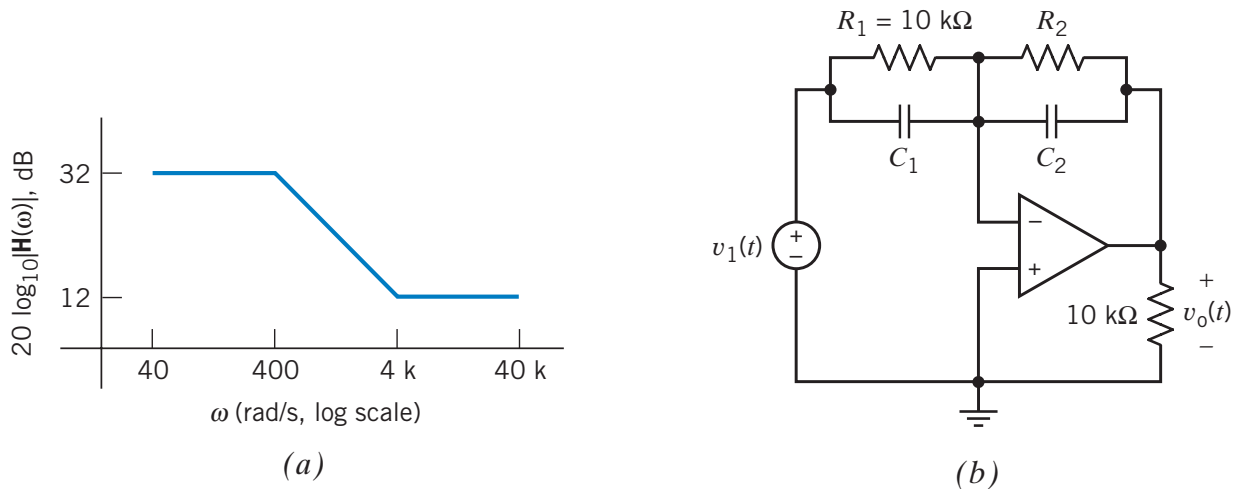 20 log₁₀|H(ω)|, dB
32
12
40 400 4 k 40 k
ω (rad/s, log scale)
(a)
R₁ = 10 kΩ
R₂
C₁
C₂
v₁(t)
+
−
−
+
10 kΩ
+
vₒ(t)
−
(b)